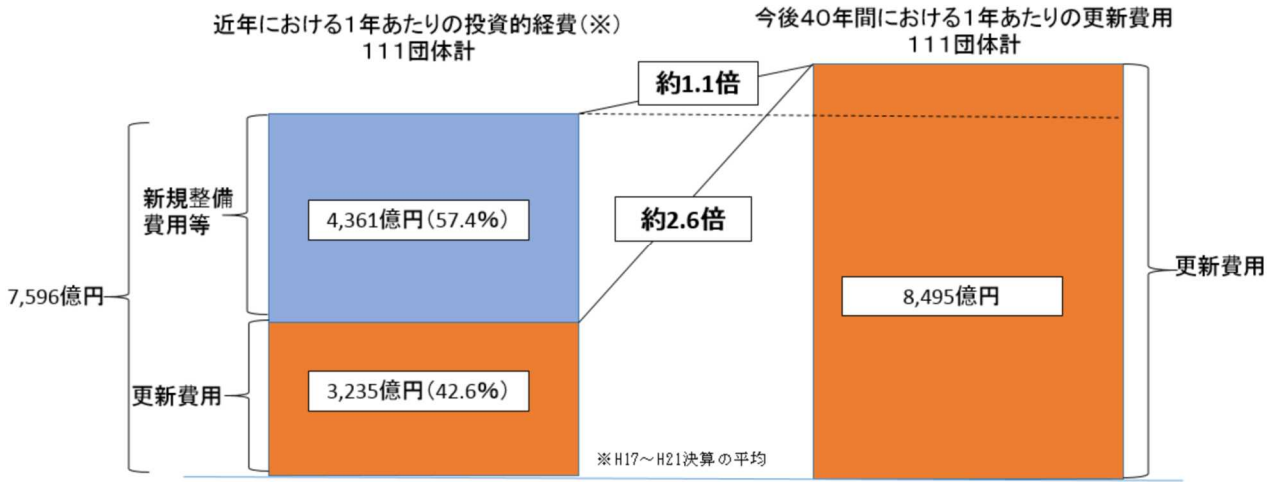 近年における１年あたりの投資的経費（※）
１１１団体計
今後４０年間における１年あたりの更新費用
１１１団体計
約1.1倍
新規整備
費用等
4,361億円（57.4％）
約2.6倍
7,596億円
8,495億円
更新費用
更新費用
3,235億円（42.6％）
※H17～H21決算の平均